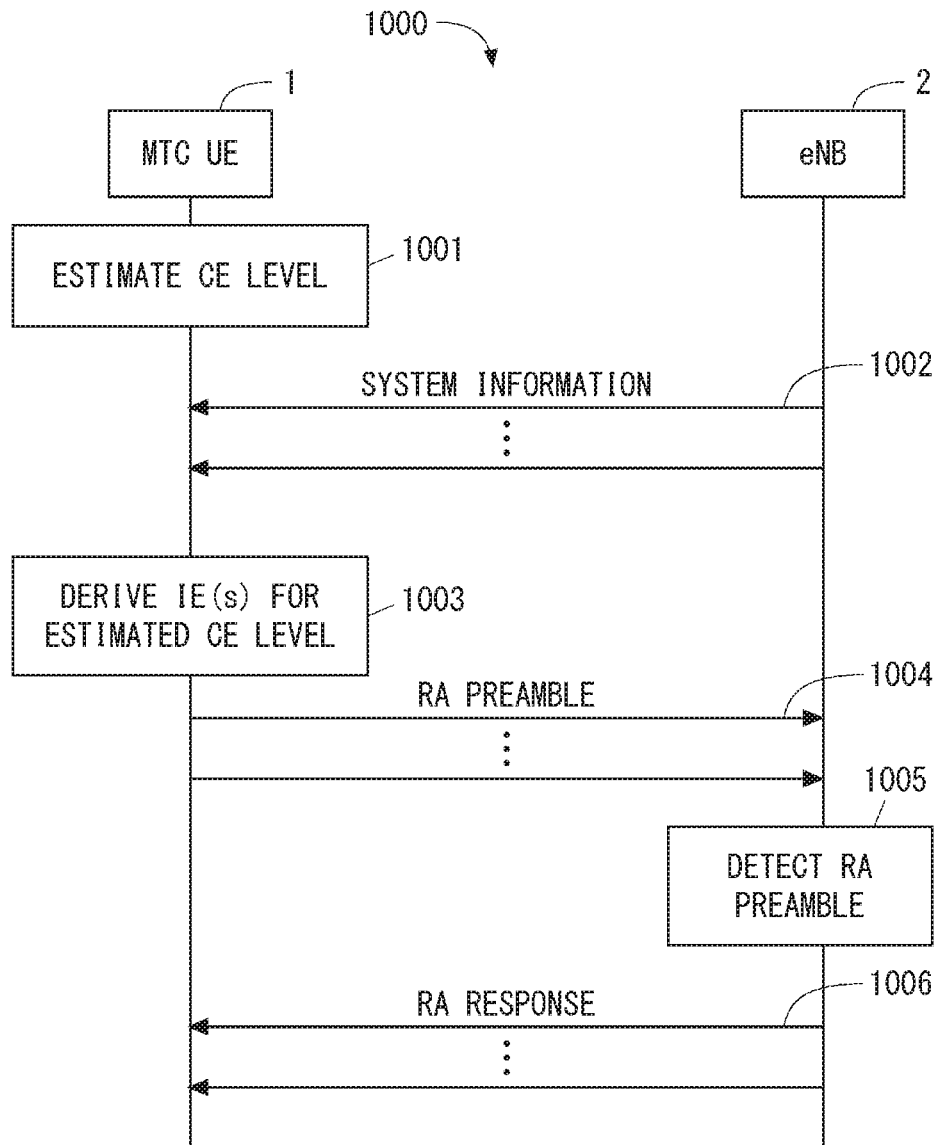 1000
1
2
MTC UE
eNB
1001
ESTIMATE CE LEVEL
1002
SYSTEM INFORMATION
DERIVE IE(s) FOR
ESTIMATED CE LEVEL
1003
RA PREAMBLE
1004
1005
DETECT RA
PREAMBLE
RA RESPONSE
1006